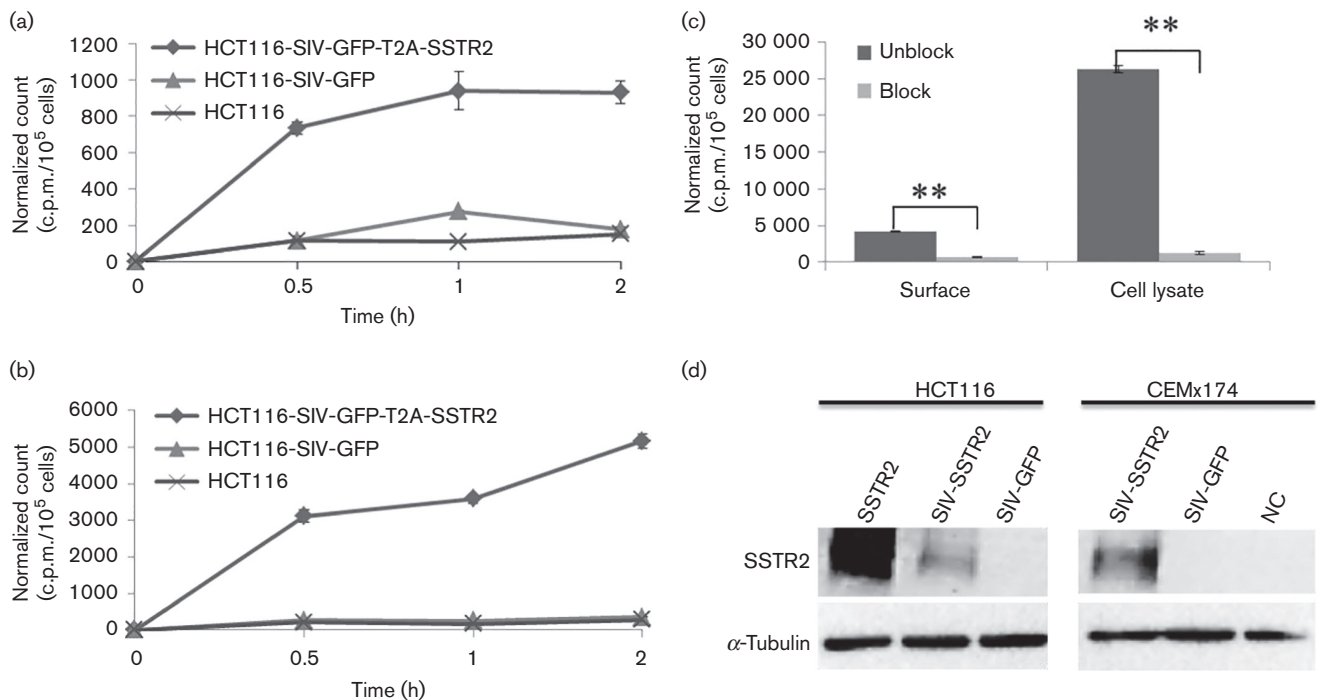 (a)
1200
1000
800
600
400
200
0
Normalized count
(c.p.m./10⁵ cells)
HCT116-SIV-GFP-T2A-SSTR2
HCT116-SIV-GFP
HCT116
0 0.5 1 2
Time (h)
(b)
6000
5000
4000
3000
2000
1000
0
Normalized count
(c.p.m./10⁵ cells)
HCT116-SIV-GFP-T2A-SSTR2
HCT116-SIV-GFP
HCT116
0 0.5 1 2
Time (h)
(c)
30 000
25 000
20 000
15 000
10 000
5 000
0
Normalized count
(c.p.m./10⁵ cells)
Unblock
Block
**
**
Surface Cell lysate
(d)
HCT116 CEMx174
SSTR2
SIV-SSTR2
SIV-GFP
SIV-SSTR2
SIV-GFP
NC
SSTR2
α-Tubulin